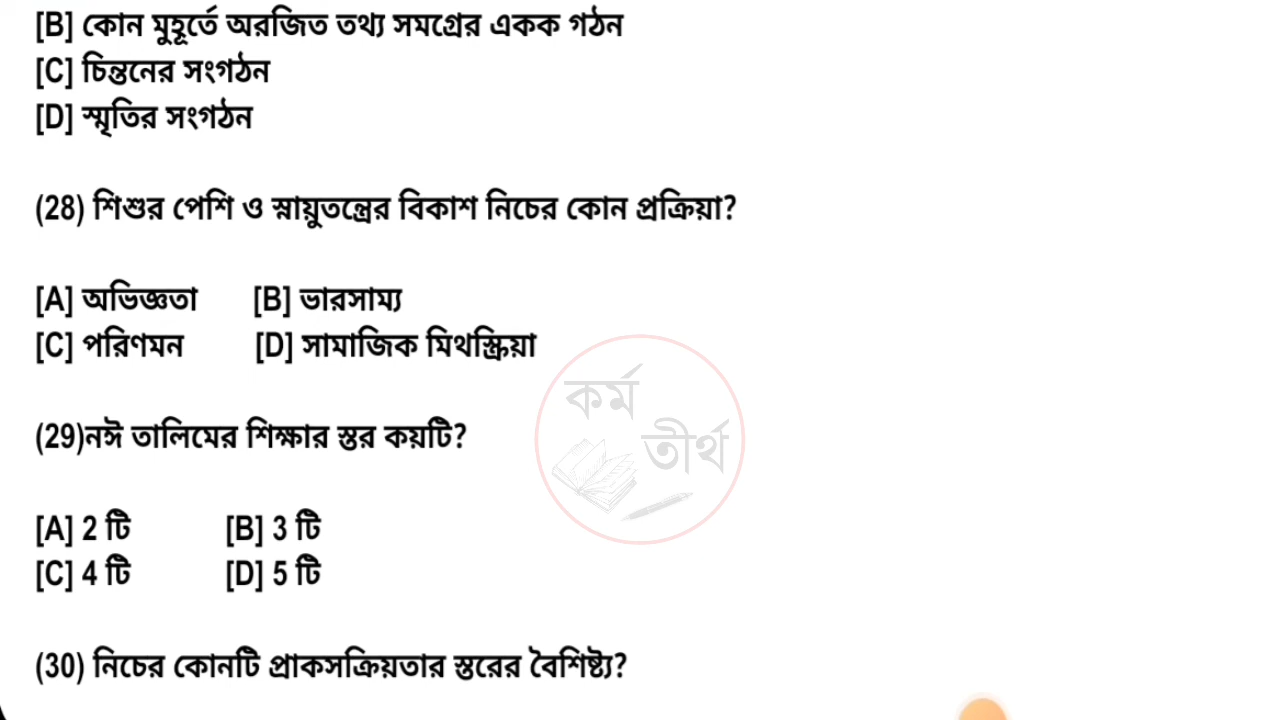 [B] কোন মুহূর্তে অরজিত তথ্য সমগ্রের একক গঠন
[C] চিন্তনের সংগঠন
[D] স্মৃতির সংগঠন
(28) শিশুর পেশি ও স্নায়ুতন্ত্রের বিকাশ নিচের কোন প্রক্রিয়া?
[A] অভিজ্ঞতা [B] ভারসাম্য
[C] পরিণমন [D] সামাজিক মিথস্ক্রিয়া
কর্ম
তীর্থ
(29)নঈ তালিমের শিক্ষার স্তর কয়টি?
[A] 2 টি [B] 3 টি
[C] 4 টি [D] 5 টি
(30) নিচের কোনটি প্রাকসক্রিয়তার স্তরের বৈশিষ্ট্য?